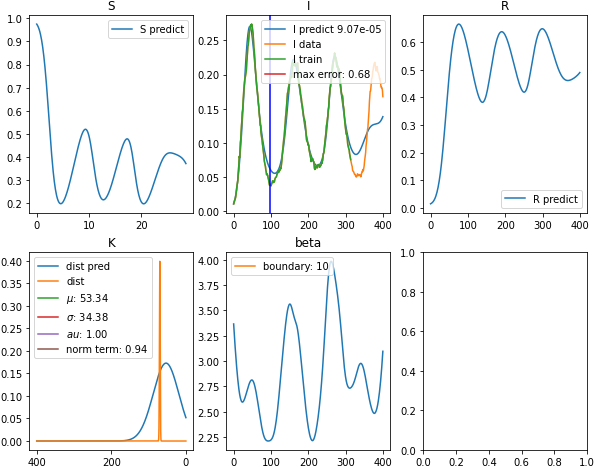 S
I
R
1.0
0.9
0.8
0.7
0.6
0.5
0.4
0.3
0.2
0 10 20
S predict
0.25
0.20
0.15
0.10
0.05
0.00
0 100 200 300 400
I predict 9.07e-05
I data
I train
max error: 0.68
0.6
0.5
0.4
0.3
0.2
0.1
0.0
0 100 200 300 400
R predict
K
beta
0.40
0.35
0.30
0.25
0.20
0.15
0.10
0.05
0.00
400 200 0
dist pred
dist
μ: 53.34
σ: 34.38
au: 1.00
norm term: 0.94
4.00
3.75
3.50
3.25
3.00
2.75
2.50
2.25
0 100 200 300 400
boundary: 10
1.0
0.8
0.6
0.4
0.2
0.0
0.0 0.2 0.4 0.6 0.8 1.0